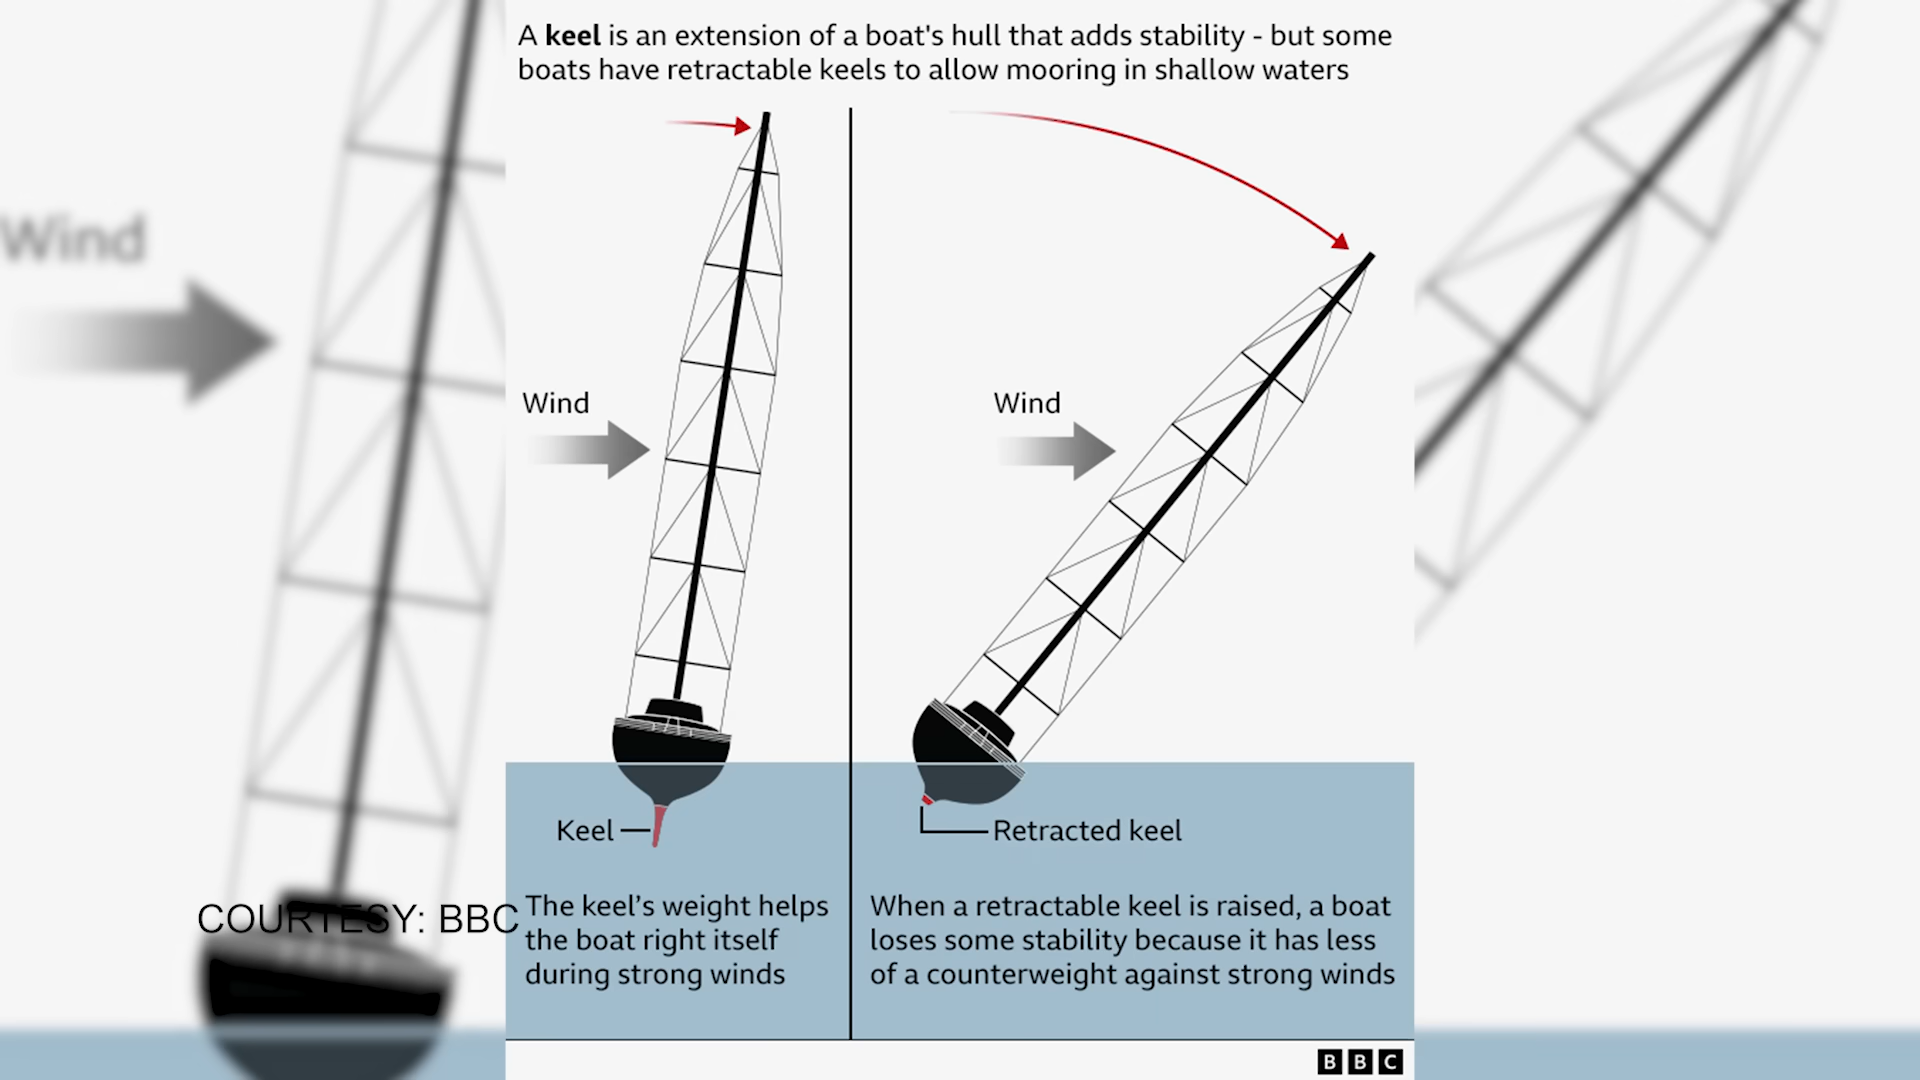 A keel is an extension of a boat's hull that adds stability - but some
boats have retractable keels to allow mooring in shallow waters
Wind
Wind
Wind
Keel
Retracted keel
COURTESY: BBC
The keel’s weight helps
the boat right itself
during strong winds
When a retractable keel is raised, a boat
loses some stability because it has less
of a counterweight against strong winds
BBC